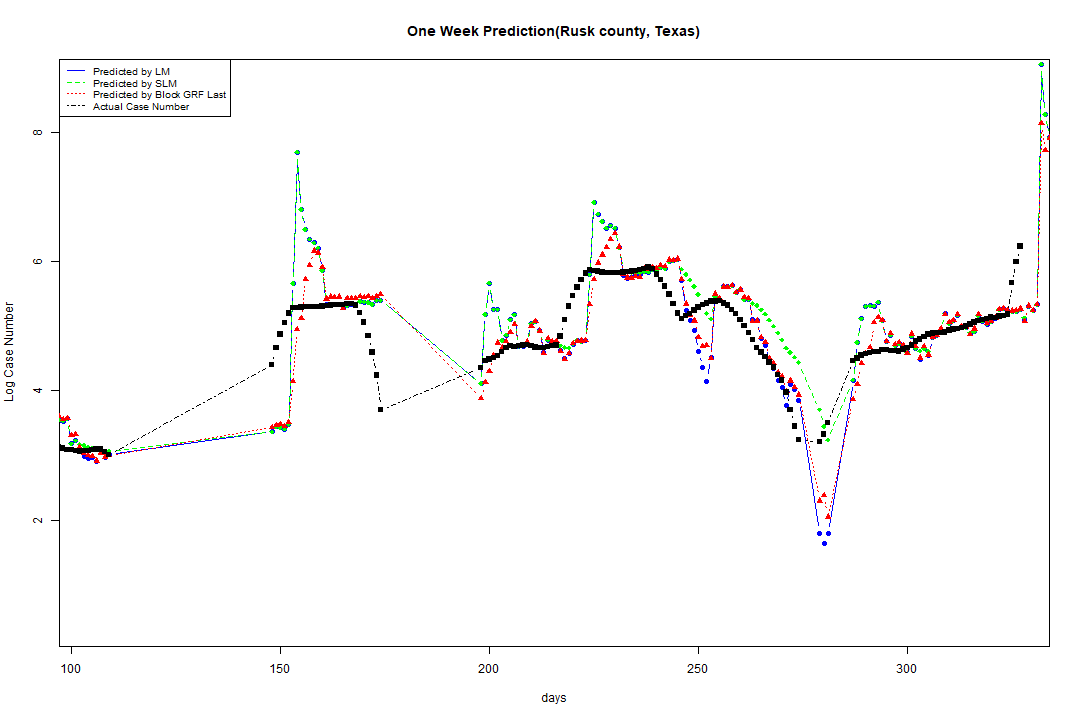 One Week Prediction(Rusk county, Texas)
Predicted by LM
Predicted by SLM
Predicted by Block GRF Last
Actual Case Number
8
6
4
2
Log Case Number
100 150 200 250 300
days